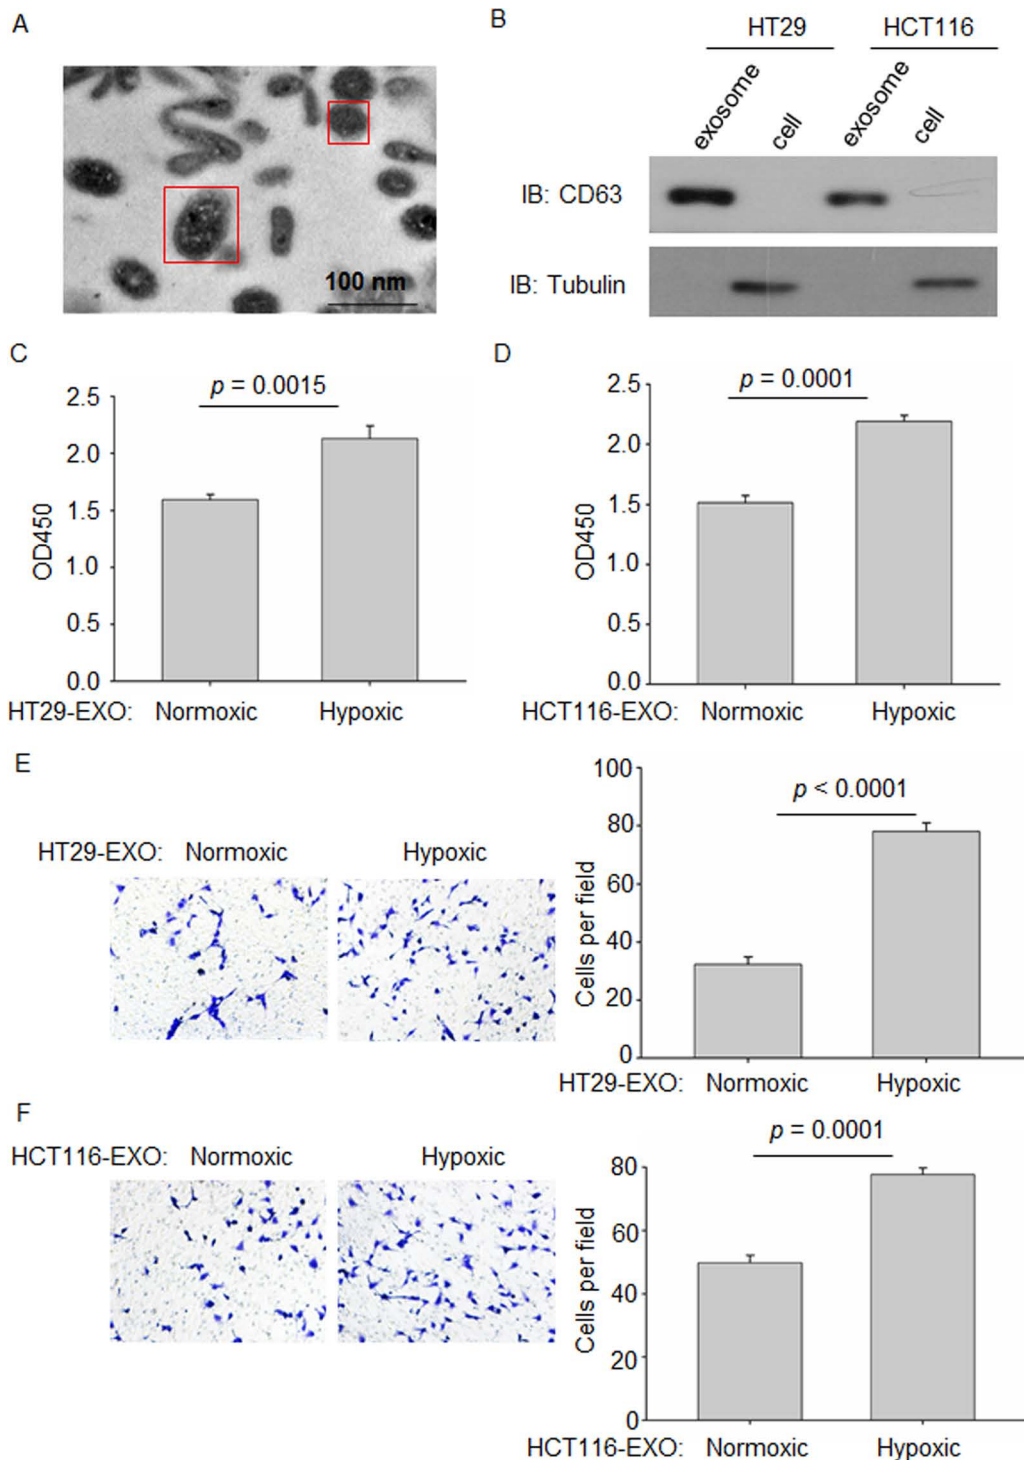 A
100 nm
B
HT29 HCT116
exosome cell exosome cell
IB: CD63
IB: Tubulin
C
p = 0.0015
2.5
2.0
1.5
1.0
0.5
0.0
OD450
HT29-EXO: Normoxic Hypoxic
D
p = 0.0001
2.5
2.0
1.5
1.0
0.5
0.0
OD450
HCT116-EXO: Normoxic Hypoxic
E
HT29-EXO: Normoxic Hypoxic
p < 0.0001
100
80
60
40
20
0
Cells per field
HT29-EXO: Normoxic Hypoxic
F
HCT116-EXO: Normoxic Hypoxic
p = 0.0001
80
60
40
20
0
Cells per field
HCT116-EXO: Normoxic Hypoxic